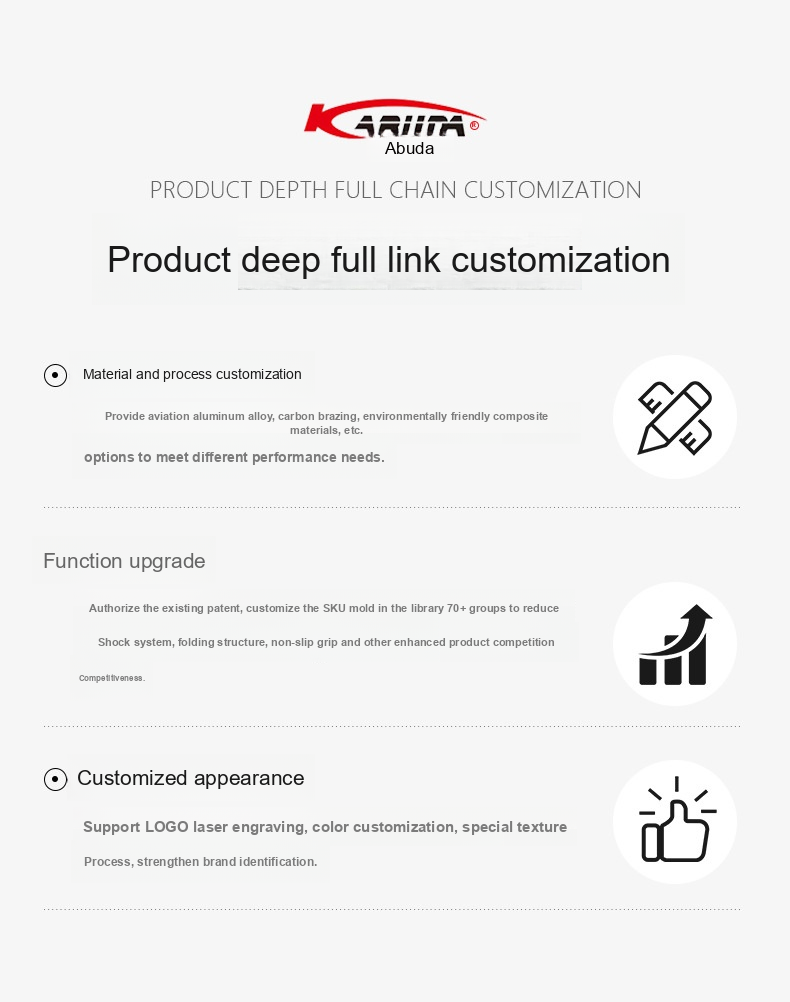 KARIIPA®
Abuda
PRODUCT DEPTH FULL CHAIN CUSTOMIZATION
Product deep full link customization
Material and process customization
Provide aviation aluminum alloy, carbon brazing, environmentally friendly composite
materials, etc.
options to meet different performance needs.
Function upgrade
Authorize the existing patent, customize the SKU mold in the library 70+ groups to reduce
Shock system, folding structure, non-slip grip and other enhanced product competition
Competitiveness.
Customized appearance
Support LOGO laser engraving, color customization, special texture
Process, strengthen brand identification.